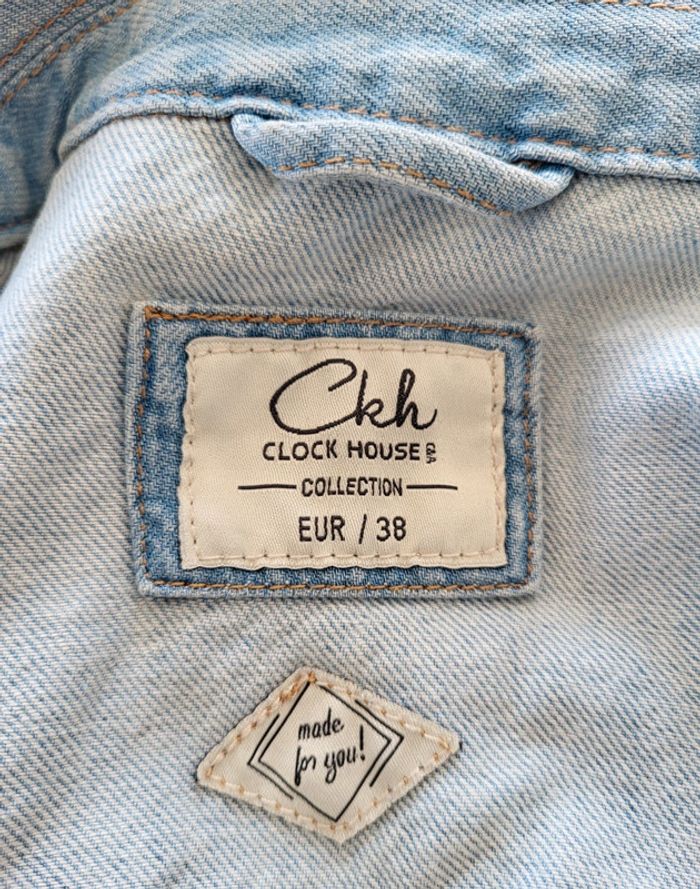 Ckh
CLOCK HOUSE C&A
COLLECTION
EUR / 38
made
for you!